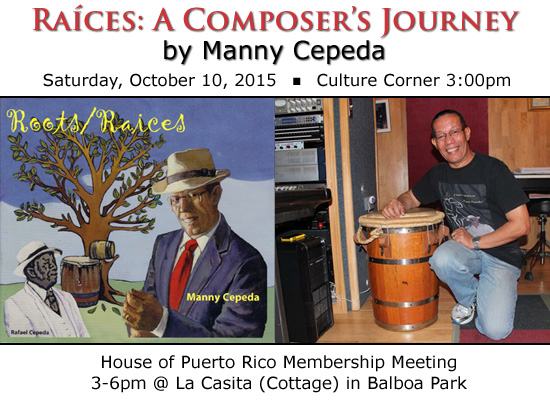 Raíces: A Composer's Journey
by Manny Cepeda
Saturday, October 10, 2015 ■ Culture Corner 3:00pm
Roots/Raices
Manny Cepeda
Rafael Cepeda
House of Puerto Rico Membership Meeting
3-6pm @ La Casita (Cottage) in Balboa Park